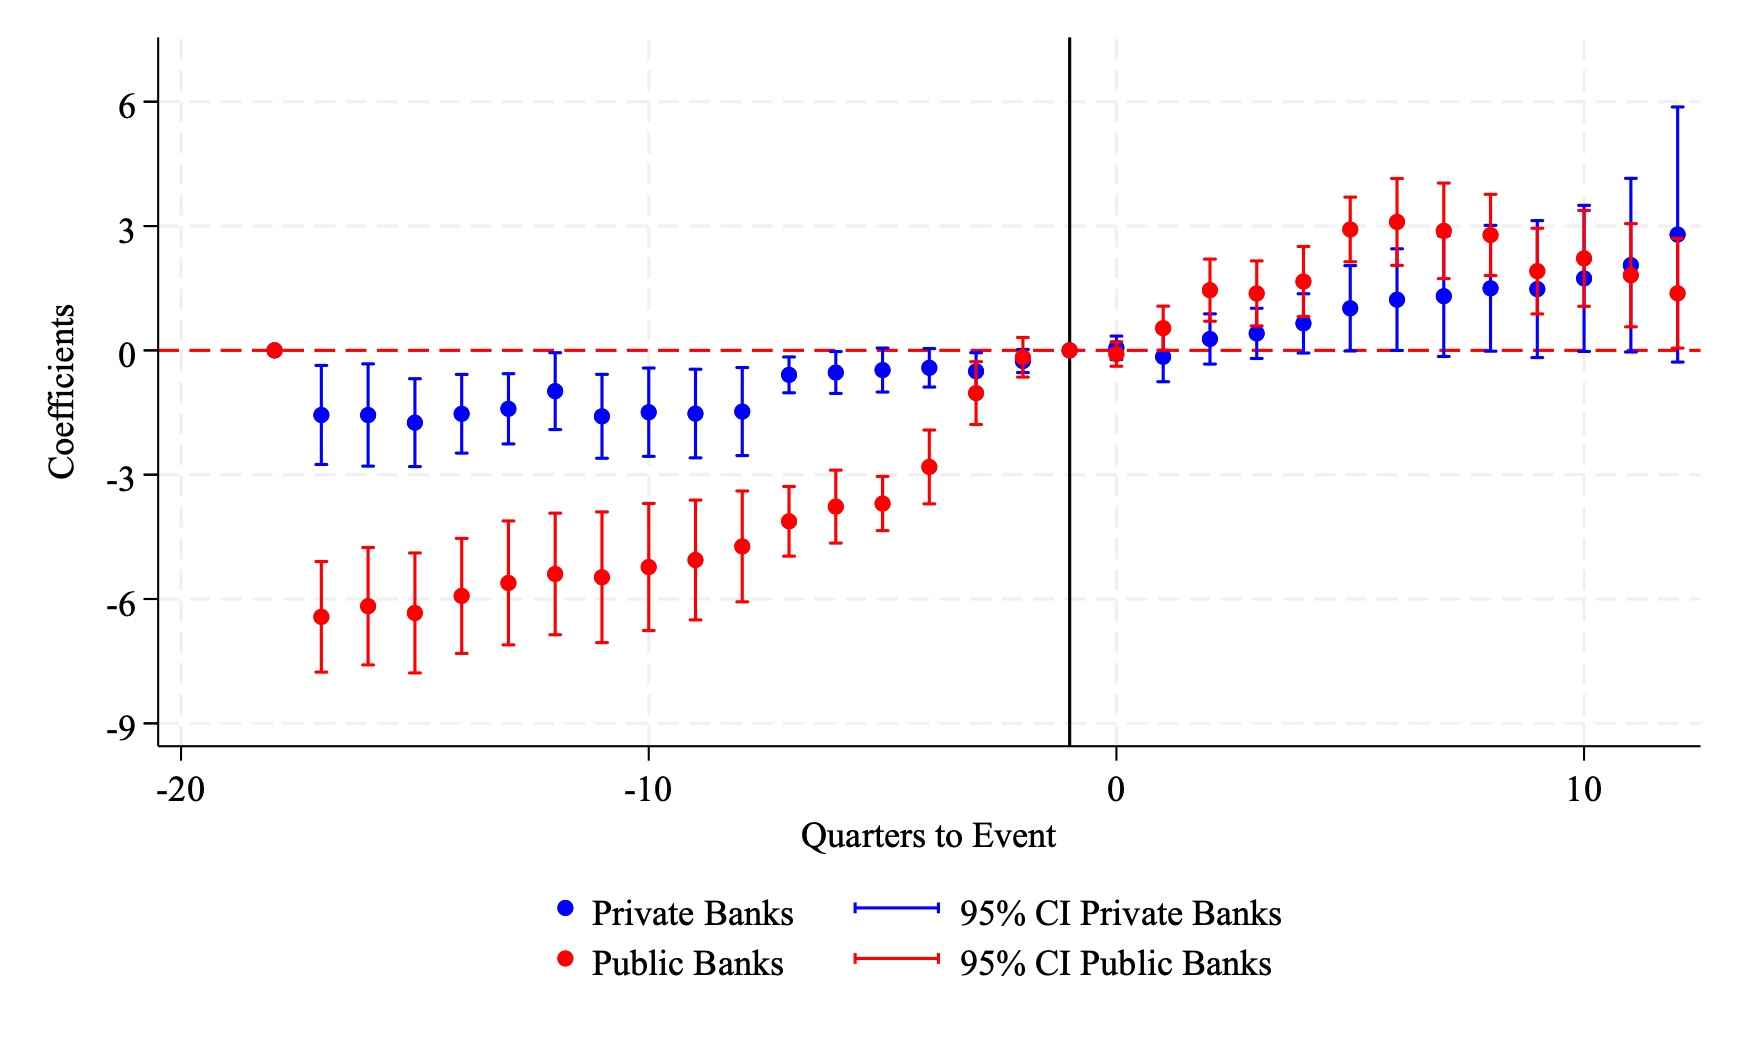 6
3
0
-3
-6
-9
Coefficients
-20 -10 0 10
Quarters to Event
Private Banks 95% CI Private Banks
Public Banks 95% CI Public Banks